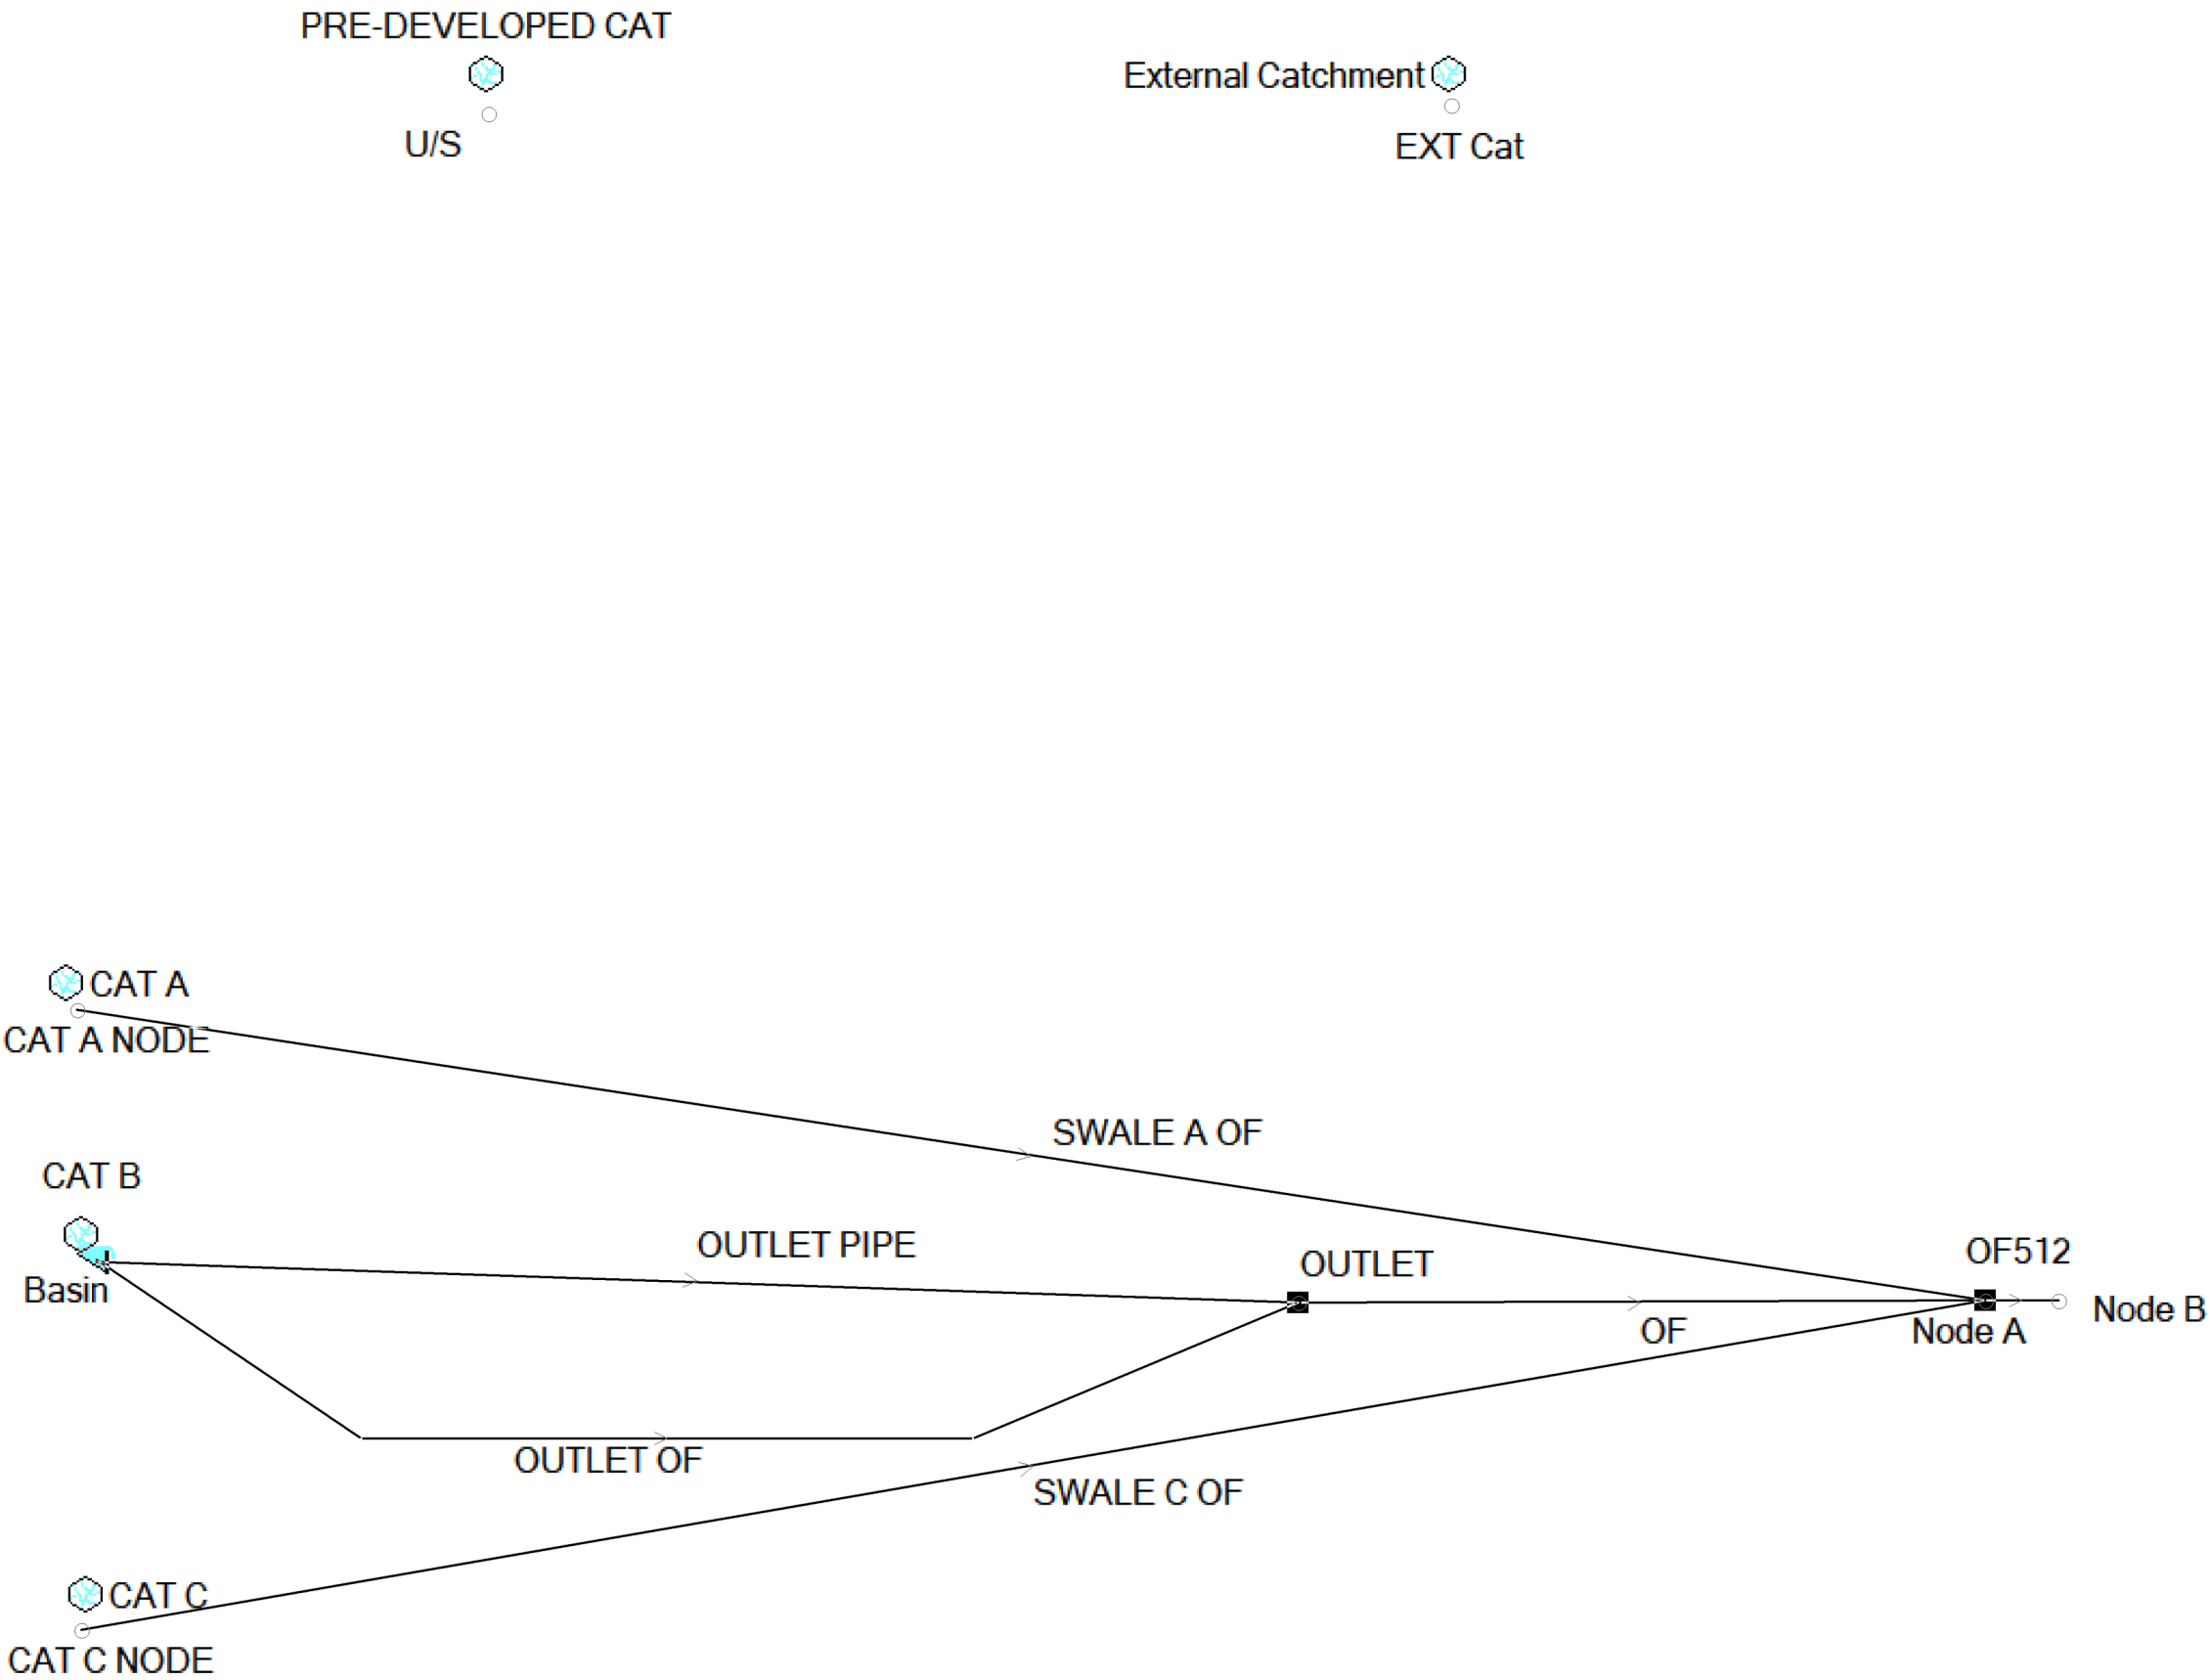 PRE-DEVELOPED CAT
External Catchment
U/S
EXT Cat
CAT A
CAT A NODE
SWALE A OF
CAT B
OUTLET PIPE
OUTLET
OF512
Basin
Node B
OF
Node A
OUTLET OF
SWALE C OF
CAT C
CAT C NODE